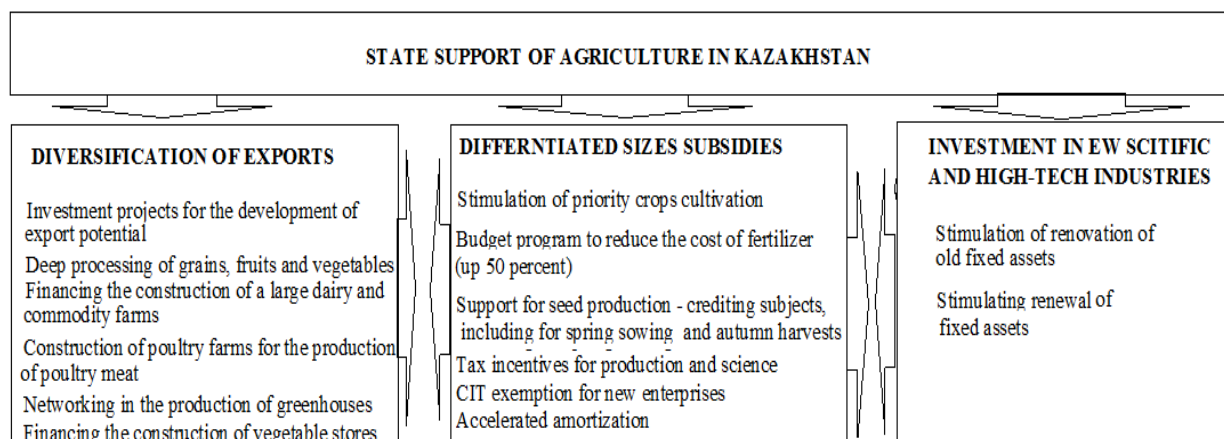 STATE SUPPORT OF AGRICULTURE IN KAZAKHSTAN
DIVERSIFICATION OF EXPORTS
Investment projects for the development of
export potential
Deep processing of grains, fruits and vegetables
Financing the construction of a large dairy and
commodity farms
Construction of poultry farms for the production
of poultry meat
Networking in the production of greenhouses
Financing the construction of vegetable stores
DIFFERNTIATED SIZES SUBSIDIES
Stimulation of priority crops cultivation
Budget program to reduce the cost of fertilizer
(up 50 percent)
Support for seed production - crediting subjects,
including for spring sowing and autumn harvests
Tax incentives for production and science
CIT exemption for new enterprises
Accelerated amortization
INVESTMENT IN EW SCITIFIC
AND HIGH-TECH INDUSTRIES
Stimulation of renovation of
old fixed assets
Stimulating renewal of
fixed assets